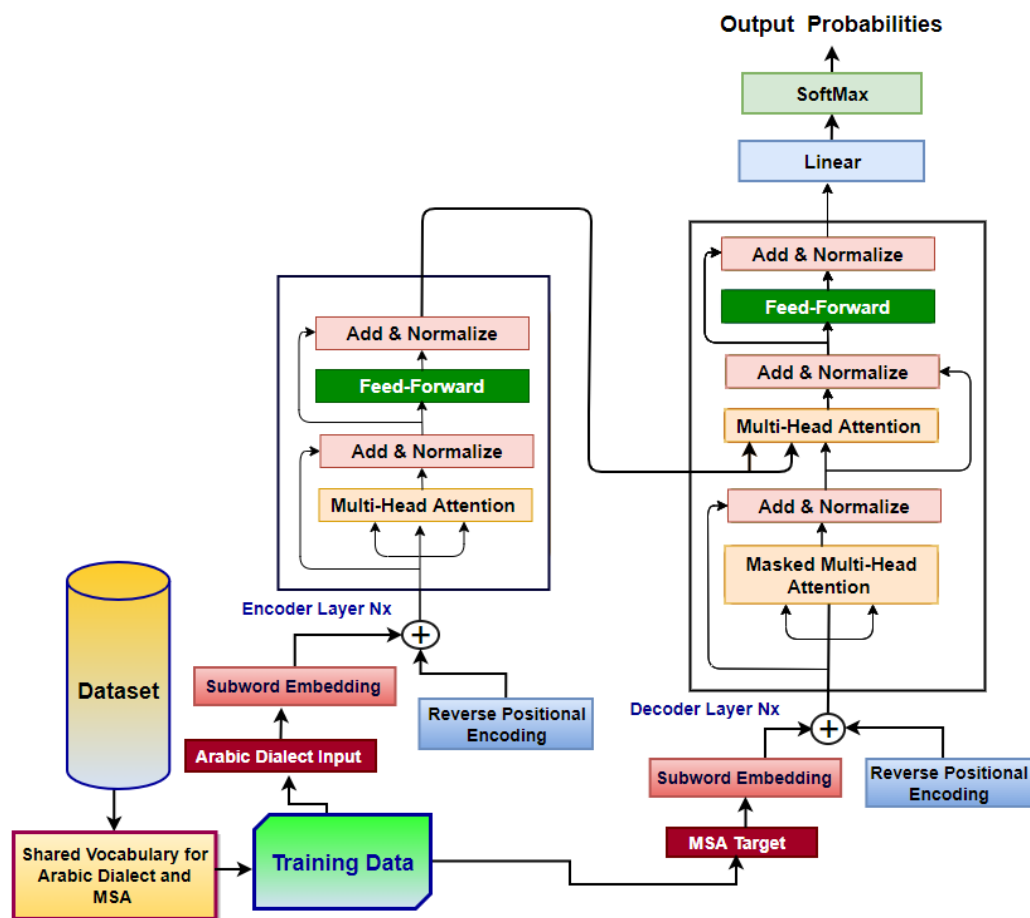 Output Probabilities
SoftMax
Linear
Add & Normalize
Feed-Forward
Add & Normalize
Multi-Head Attention
Add & Normalize
Masked Multi-Head
Attention
Decoder Layer Nx
Subword Embedding
Reverse Positional
Encoding
MSA Target
Add & Normalize
Feed-Forward
Add & Normalize
Multi-Head Attention
Encoder Layer Nx
Subword Embedding
Reverse Positional
Encoding
Arabic Dialect Input
Dataset
Shared Vocabulary for
Arabic Dialect and
MSA
Training Data